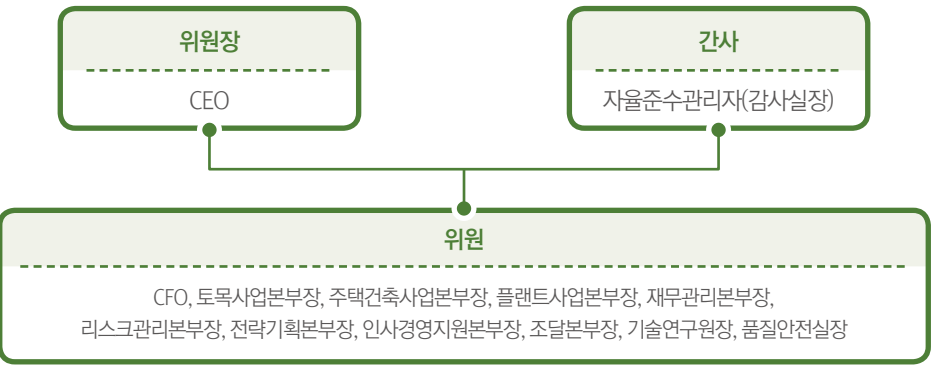 위원장
CEO
간사
자율준수관리자(감사실장)
위원
CFO, 토목사업본부장, 주택건축사업본부장, 플랜트사업본부장, 재무관리본부장,
리스크관리본부장, 전략기획본부장, 인사경영지원본부장, 조달본부장, 기술연구원장, 품질안전실장